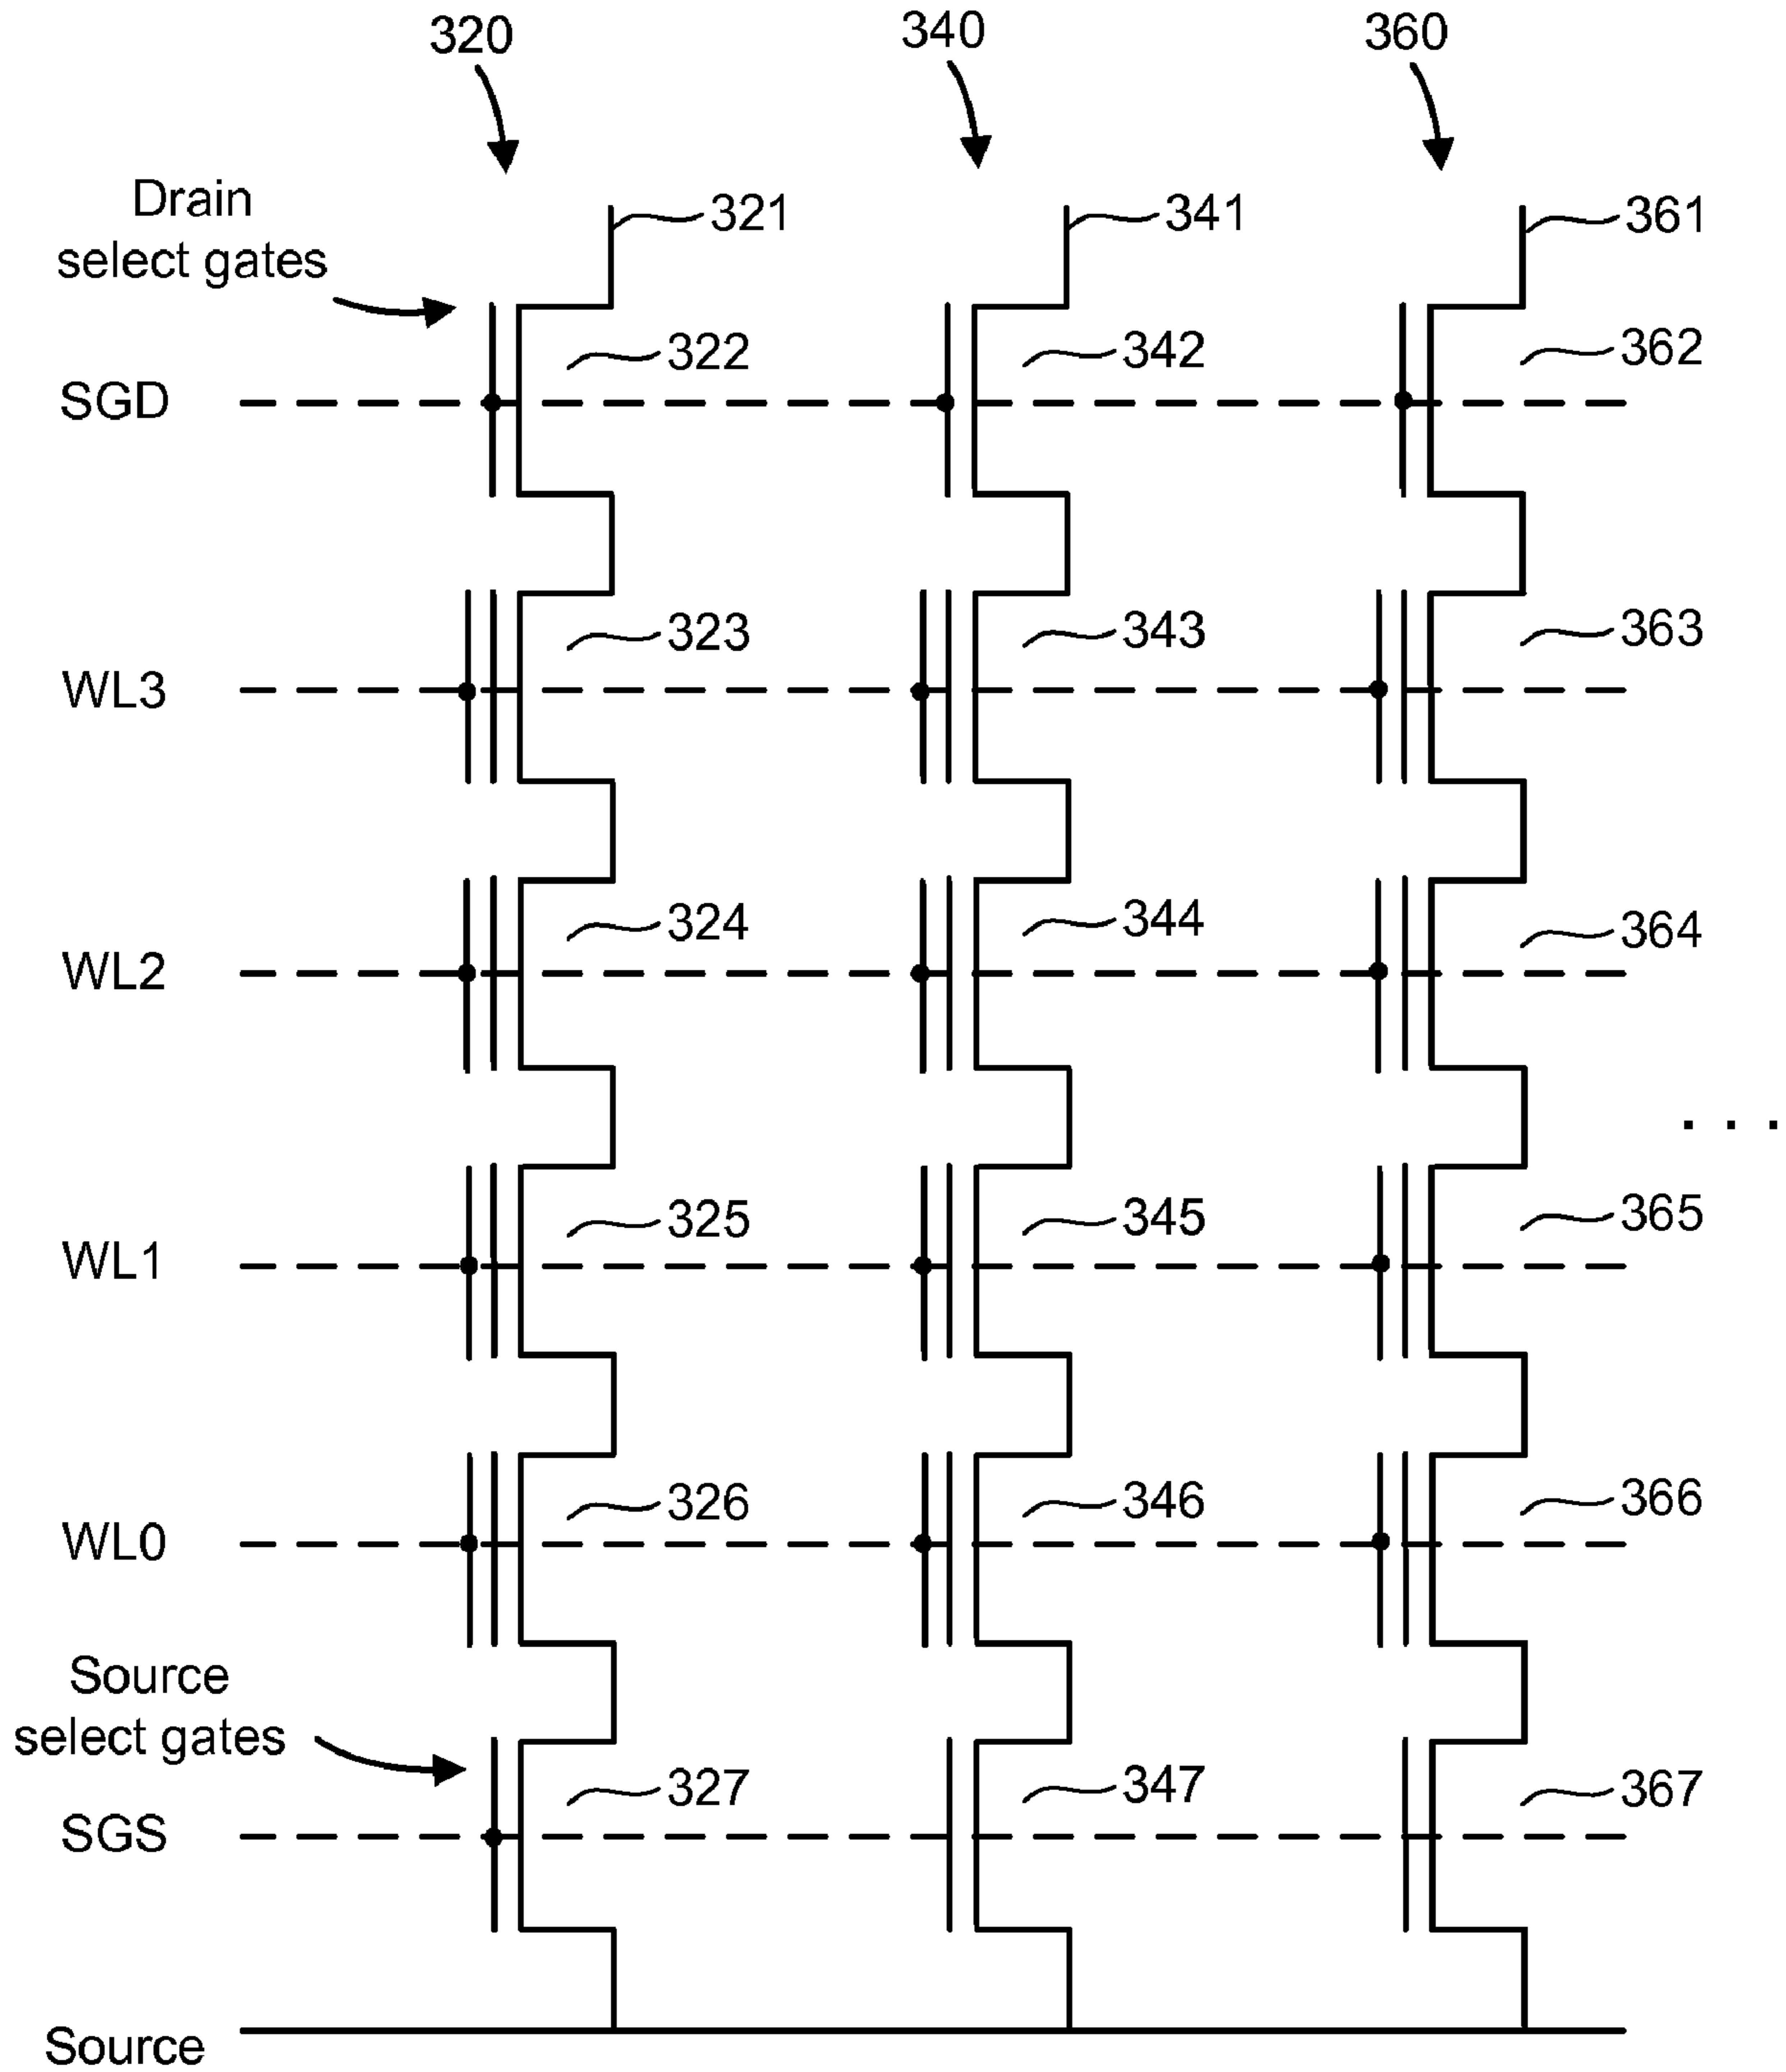 320 340 360
Drain
select gates
321 341 361
322 342 362
SGD
323 343 363
WL3
324 344 364
WL2
. . .
325 345 365
WL1
326 346 366
WL0
Source
select gates
327 347 367
SGS
Source